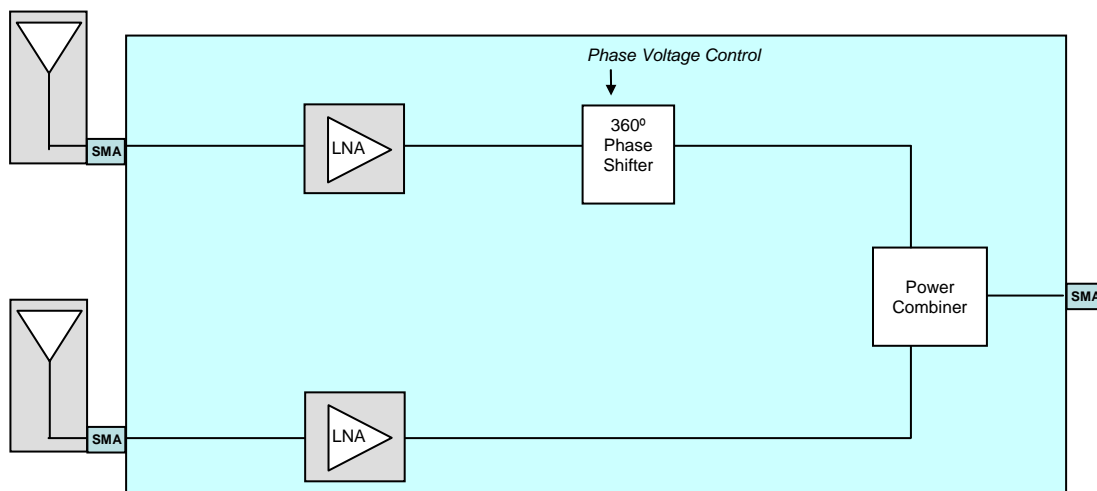 Phase Voltage Control
360º
Phase
Shifter
SMA
LNA
Power
Combiner
SMA
SMA
LNA